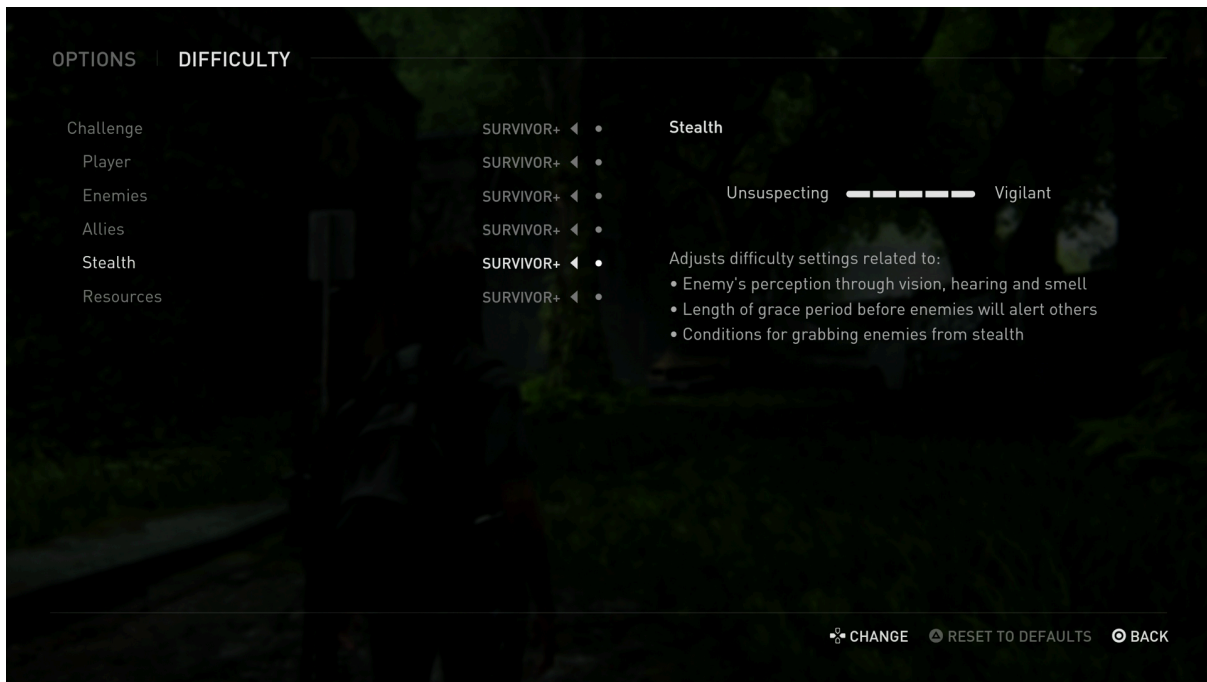 OPTIONS DIFFICULTY
Challenge SURVIVOR+
Player SURVIVOR+
Enemies SURVIVOR+
Allies SURVIVOR+
Stealth SURVIVOR+
Resources SURVIVOR+
Stealth
Unsuspecting Vigilant
Adjusts difficulty settings related to:
• Enemy's perception through vision, hearing and smell
• Length of grace period before enemies will alert others
• Conditions for grabbing enemies from stealth
CHANGE RESET TO DEFAULTS BACK